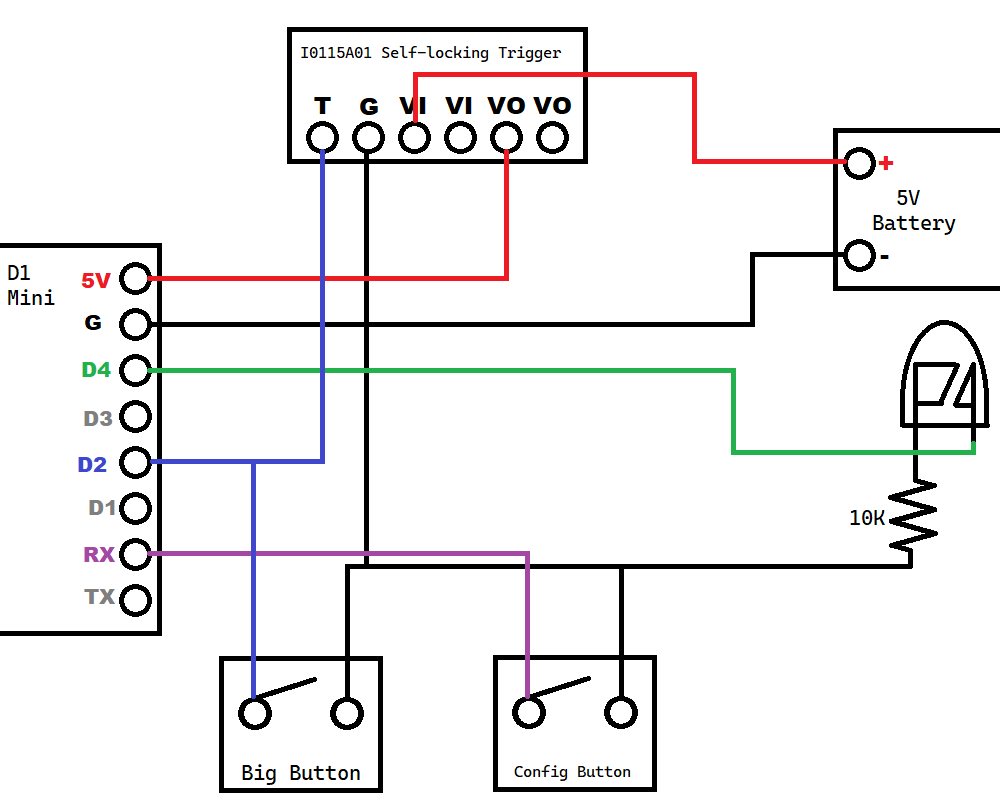 I0115A01 Self-locking Trigger
T G VI VI VO VO
+
5V
Battery
-
D1
Mini
5V
G
D4
D3
D2
D1
RX
TX
10K
Big Button
Config Button